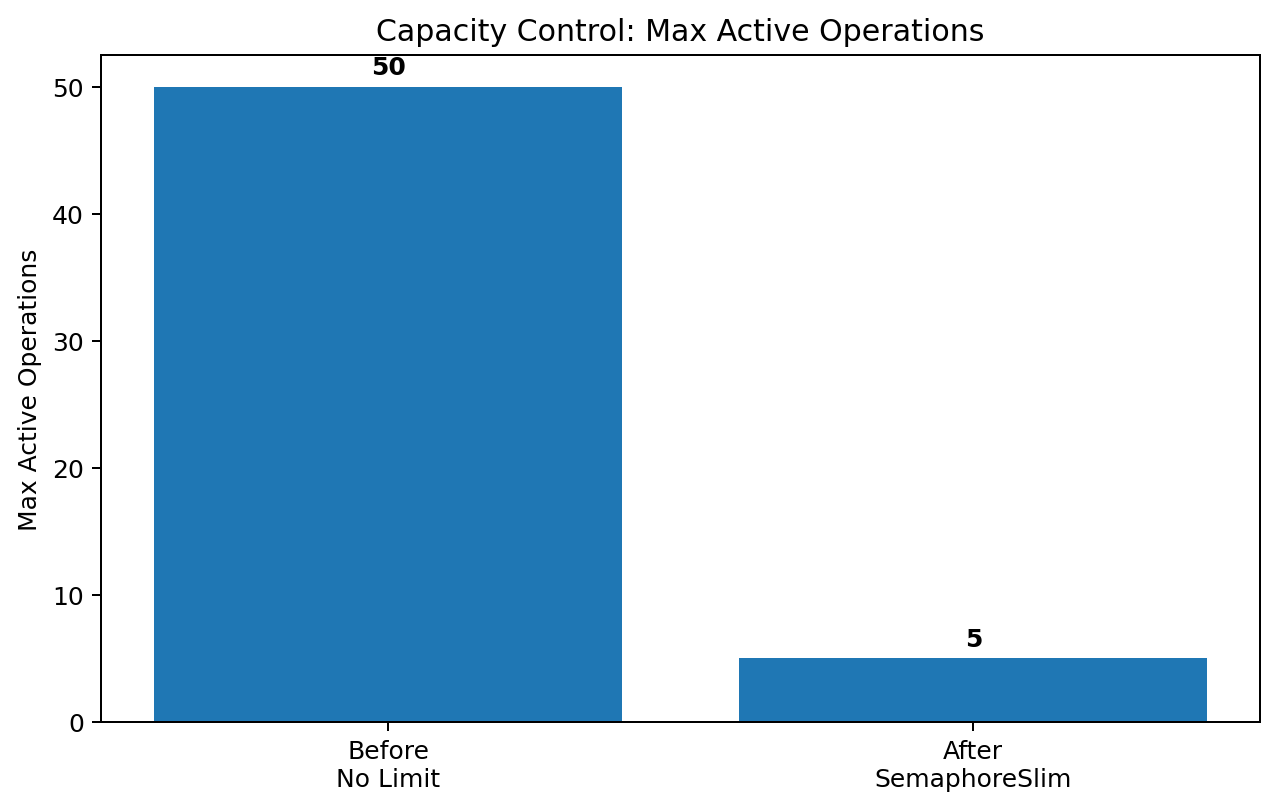 Capacity Control: Max Active Operations
Max Active Operations
50
40
30
20
10
0
50
5
Before
No Limit
After
SemaphoreSlim